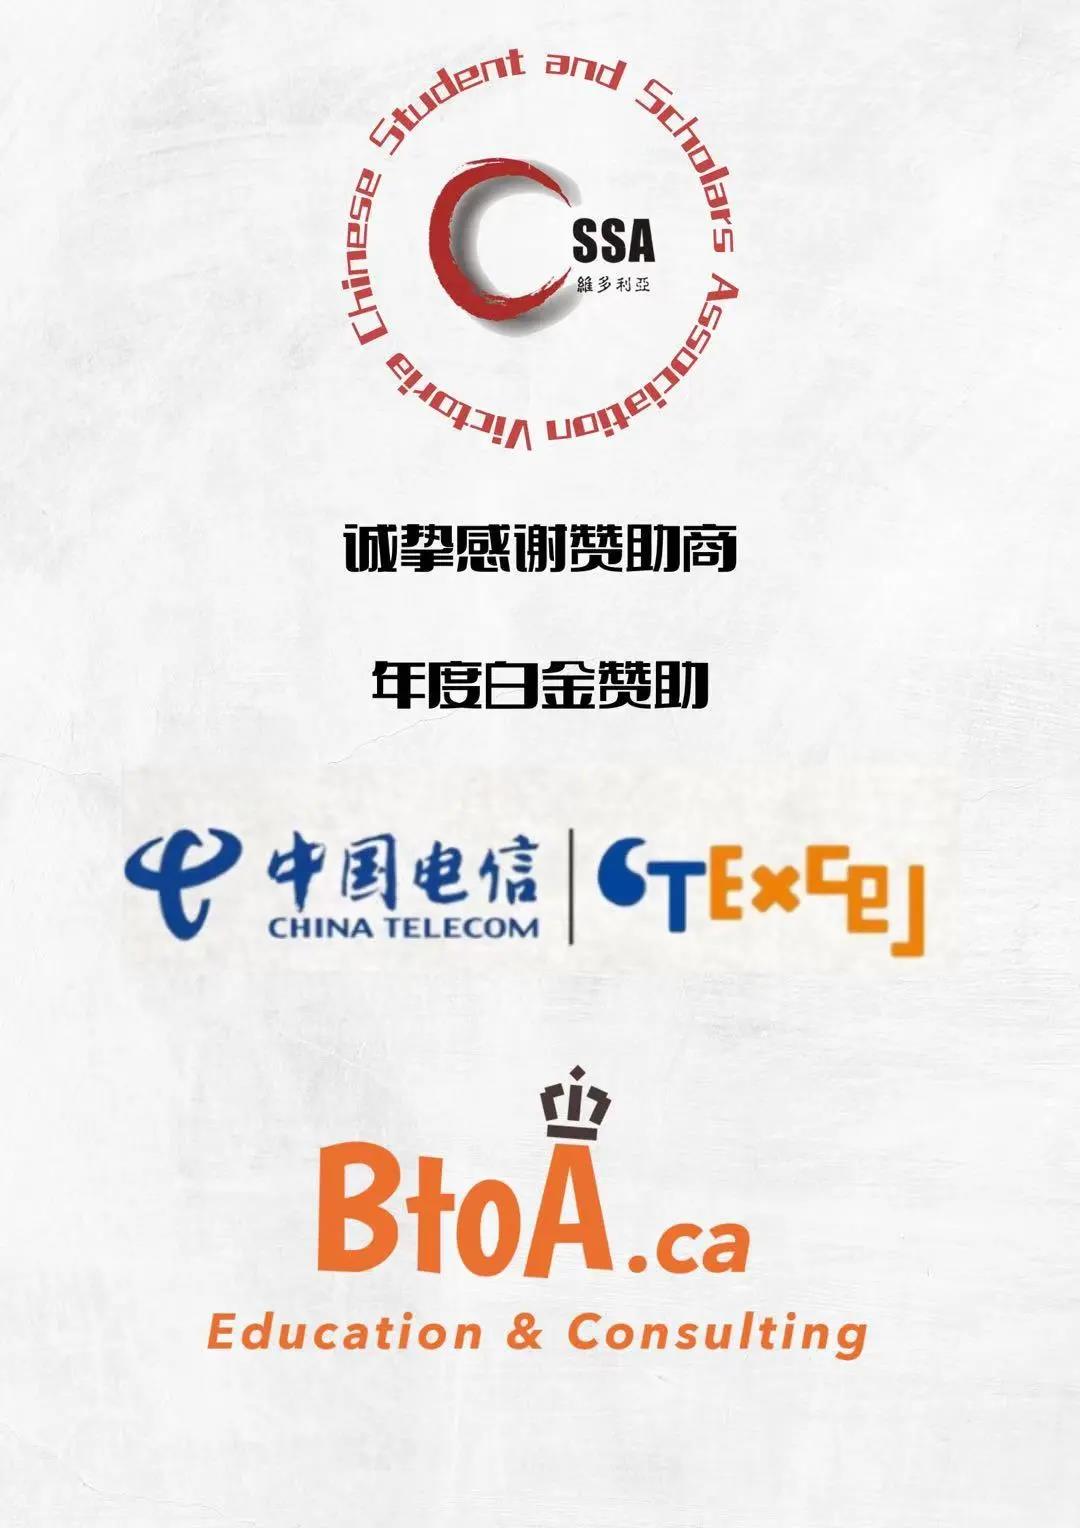 Chinese Student and Scholars Association Victoria
CSSA
維多利亞
诚挚感谢赞助商
年度白金赞助
中国电信
CHINA TELECOM
CTExcel
BtoA.ca
Education & Consulting